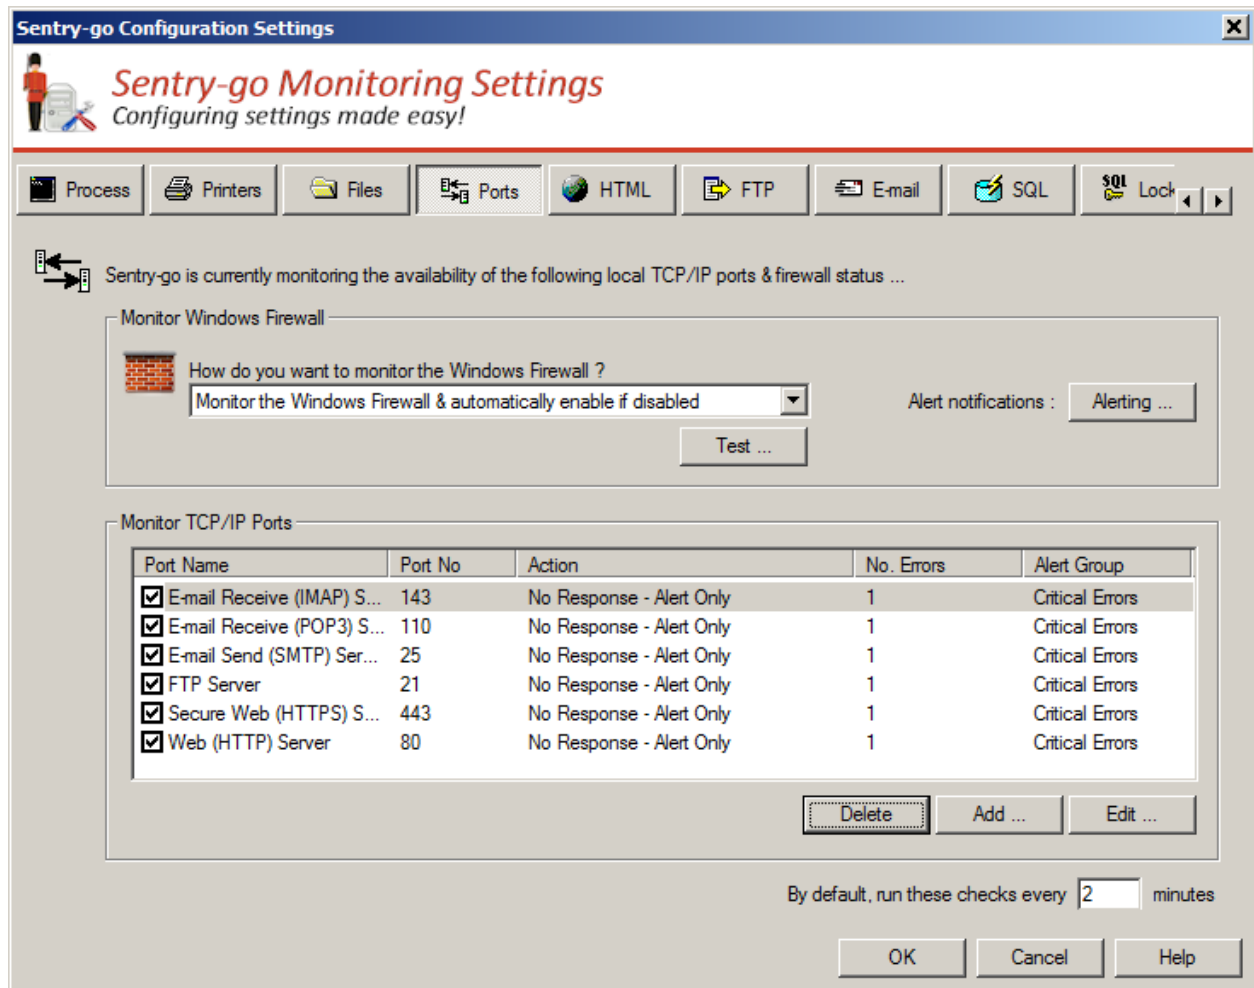 Sentry-go Configuration Settings
Sentry-go Monitoring Settings
Configuring settings made easy!
Process Printers Files Ports HTML FTP E-mail SQL SQL Lock
Sentry-go is currently monitoring the availability of the following local TCP/IP ports & firewall status ...
Monitor Windows Firewall
How do you want to monitor the Windows Firewall ?
Monitor the Windows Firewall & automatically enable if disabled Alert notifications : Alerting ...
Test ...
Monitor TCP/IP Ports
Port Name Port No Action No. Errors Alert Group
E-mail Receive (IMAP) S... 143 No Response - Alert Only 1 Critical Errors
E-mail Receive (POP3) S... 110 No Response - Alert Only 1 Critical Errors
E-mail Send (SMTP) Ser... 25 No Response - Alert Only 1 Critical Errors
FTP Server 21 No Response - Alert Only 1 Critical Errors
Secure Web (HTTPS) S... 443 No Response - Alert Only 1 Critical Errors
Web (HTTP) Server 80 No Response - Alert Only 1 Critical Errors
Delete Add ... Edit ...
By default, run these checks every 2 minutes
OK Cancel Help